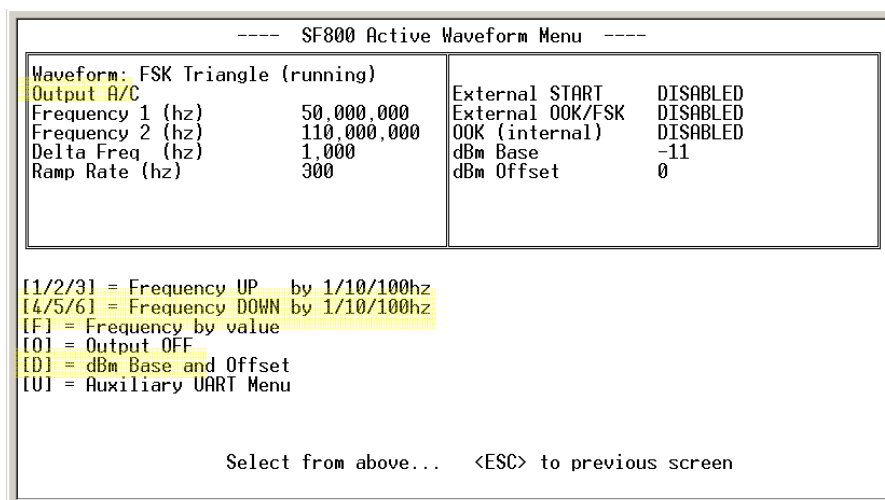 ---- SF800 Active Waveform Menu ----
Waveform: FSK Triangle (running)
Output A/C
Frequency 1 (hz) 50,000,000
Frequency 2 (hz) 110,000,000
Delta Freq (hz) 1,000
Ramp Rate (hz) 300
External START DISABLED
External OOK/FSK DISABLED
OOK (internal) DISABLED
dBm Base -11
dBm Offset 0
[1/2/3] = Frequency UP by 1/10/100hz
[4/5/6] = Frequency DOWN by 1/10/100hz
[F] = Frequency by value
[O] = Output OFF
[D] = dBm Base and Offset
[U] = Auxiliary UART Menu
Select from above... <ESC> to previous screen